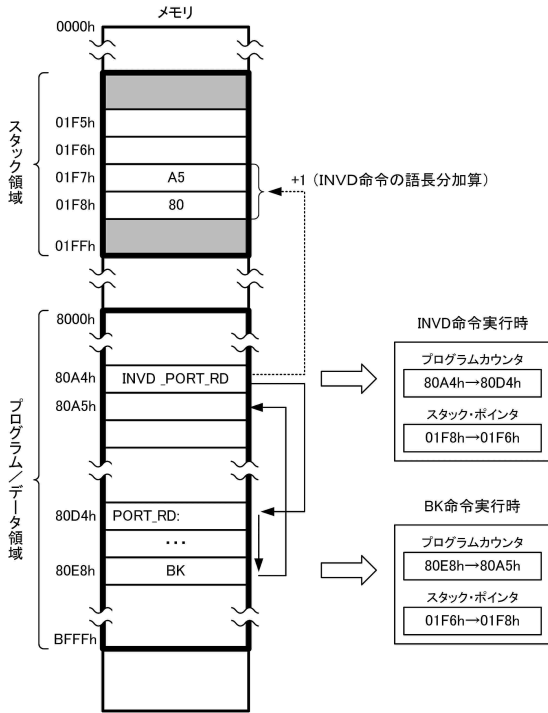 メモリ
0000h
スタック領域
01F5h
01F6h
01F7h
A5
01F8h
80
01FFh
+1 (INVD命令の語長分加算)
プログラム/データ領域
8000h
80A4h
INVD _PORT_RD
80A5h
80D4h
PORT_RD:
...
80E8h
BK
BFFFh
INVD命令実行時
プログラムカウンタ
80A4h→80D4h
スタック・ポインタ
01F8h→01F6h
BK命令実行時
プログラムカウンタ
80E8h→80A5h
スタック・ポインタ
01F6h→01F8h